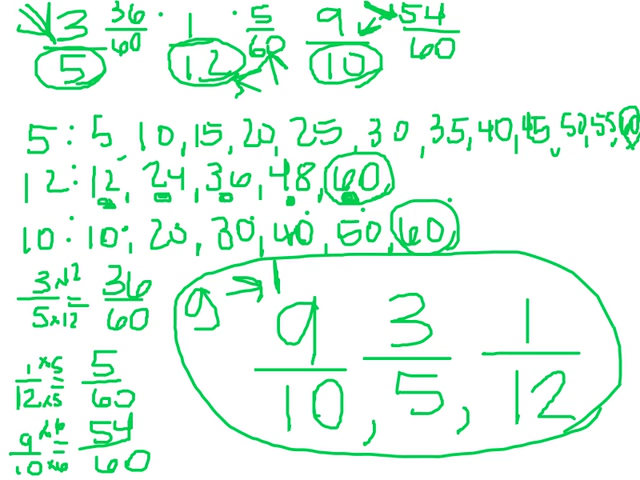 3/5 36/60 · 1/12 · 5/60 9/10 54/60
5: 5, 10, 15, 20, 25, 30, 35, 40, 45, 50, 55, 60
12: 12, 24, 36, 48, 60
10: 10, 20, 30, 40, 50, 60
3/5 ×12/×12 = 36/60
1/12 ×5/×5 = 5/60
9/10 ×6/×6 = 54/60
g → l
9/10, 3/5, 1/12